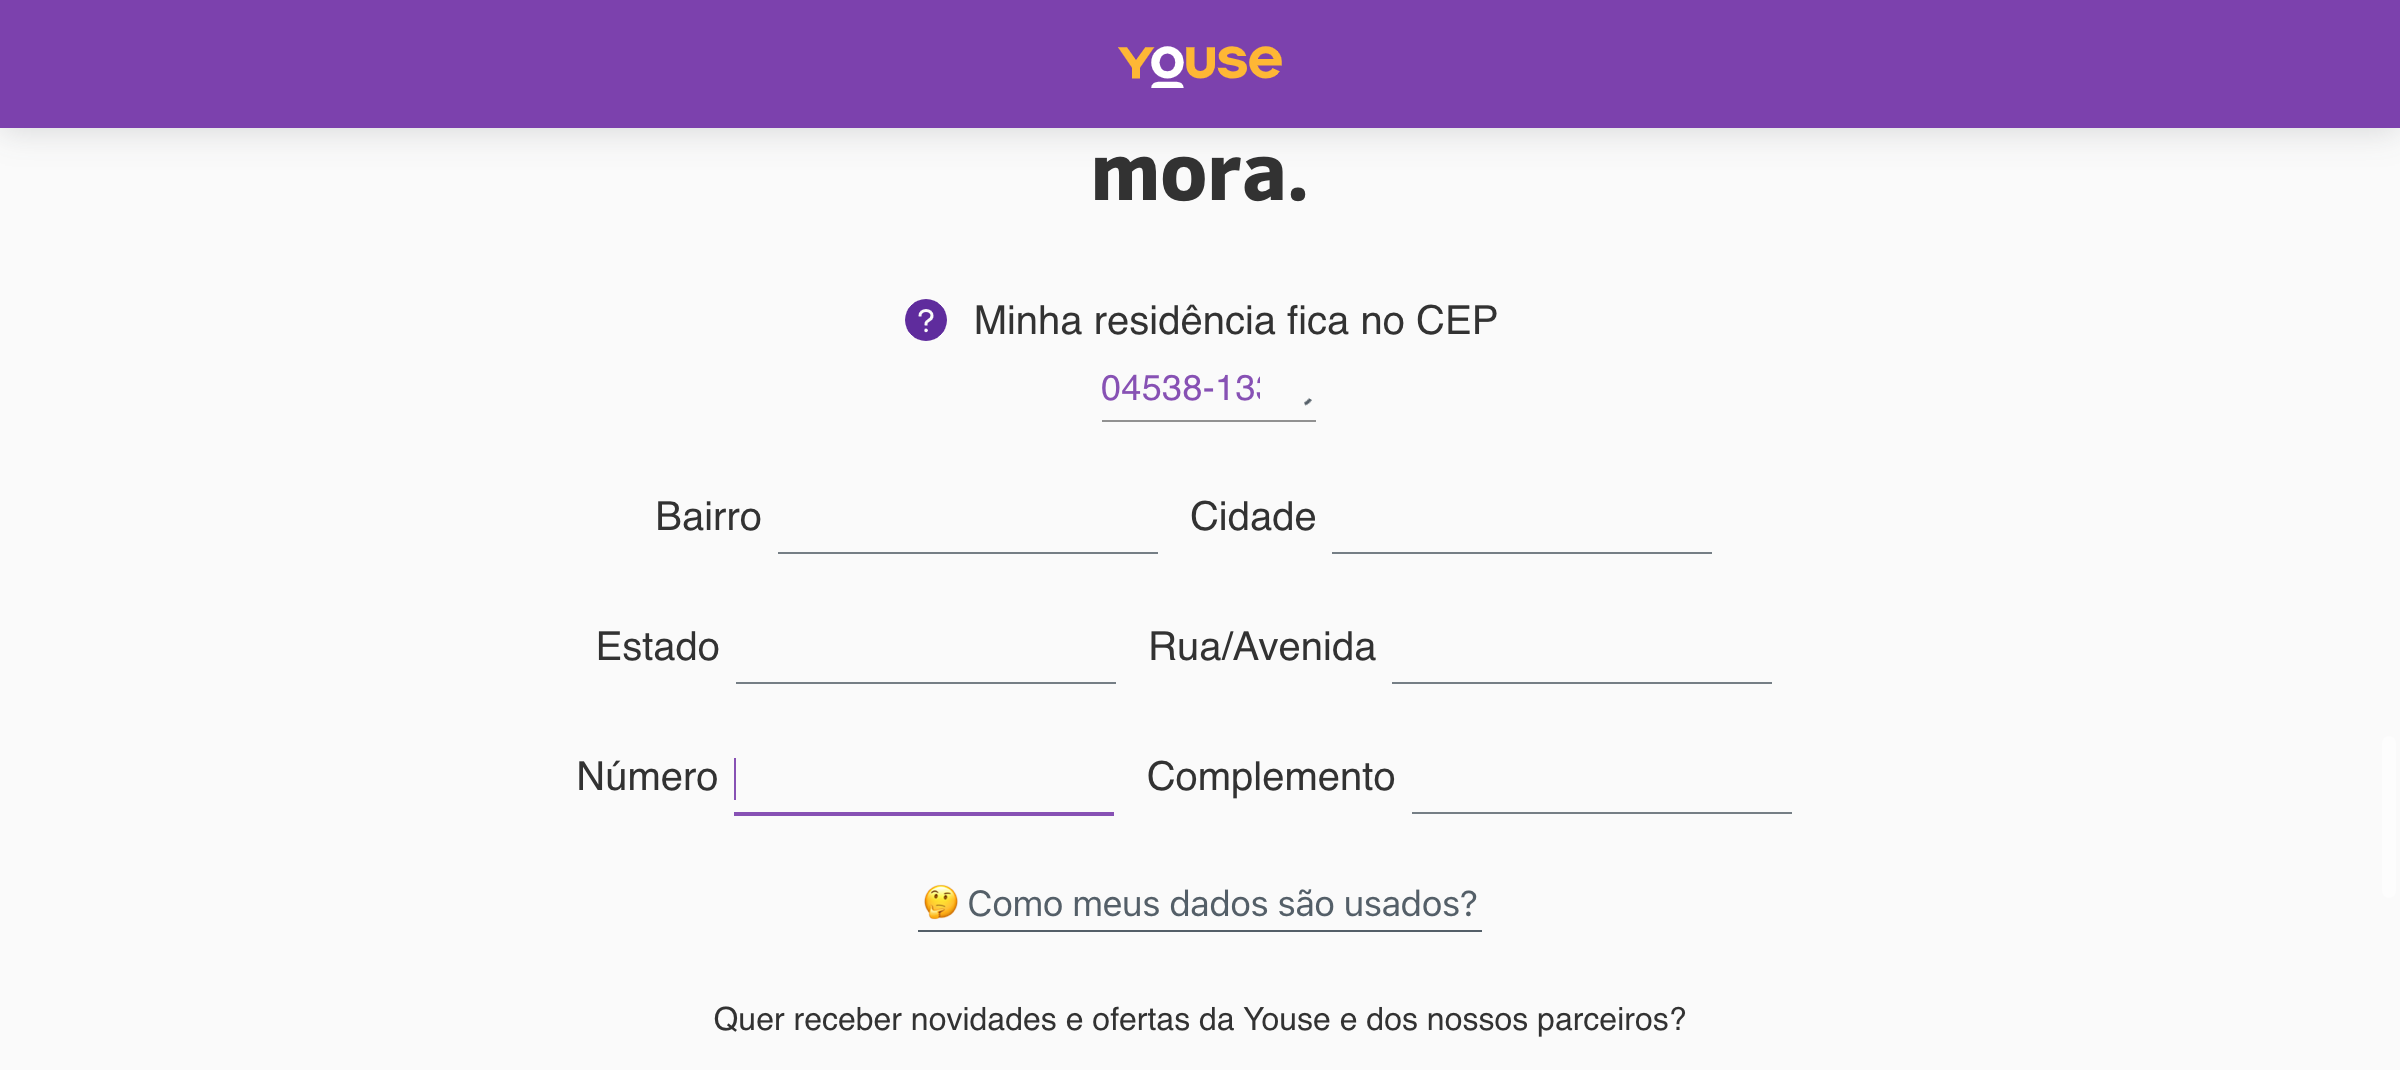 Youse
mora.
? Minha residência fica no CEP
04538-13
Bairro Cidade
Estado Rua/Avenida
Número Complemento
🤔 Como meus dados são usados?
Quer receber novidades e ofertas da Youse e dos nossos parceiros?